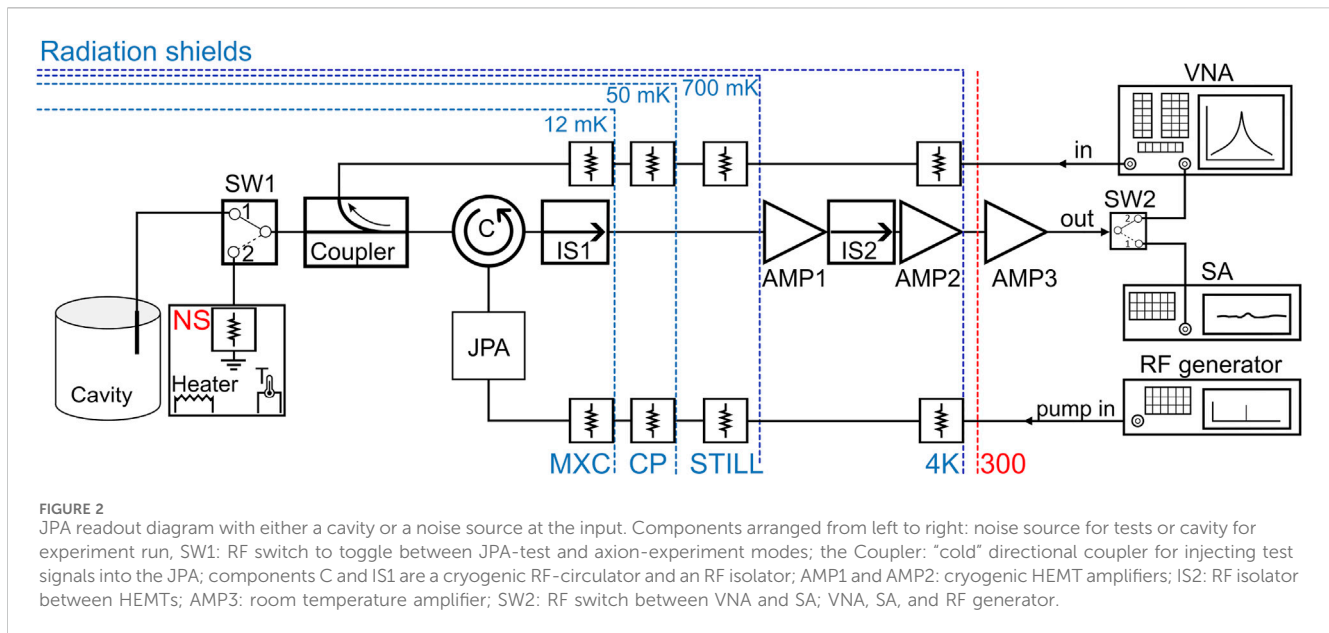 Radiation shields
12 mK
50 mK
700 mK
VNA
in
SW1
1
2
Coupler
C
IS1
AMP1
IS2
AMP2
AMP3
out
SW2
2
1
SA
NS
Heater
T
Cavity
JPA
RF generator
pump in
MXC
CP
STILL
4K
300
FIGURE 2
JPA readout diagram with either a cavity or a noise source at the input. Components arranged from left to right: noise source for tests or cavity for
experiment run, SW1: RF switch to toggle between JPA-test and axion-experiment modes; the Coupler: “cold” directional coupler for injecting test
signals into the JPA; components C and IS1 are a cryogenic RF-circulator and an RF isolator; AMP1 and AMP2: cryogenic HEMT amplifiers; IS2: RF isolator
between HEMTs; AMP3: room temperature amplifier; SW2: RF switch between VNA and SA; VNA, SA, and RF generator.